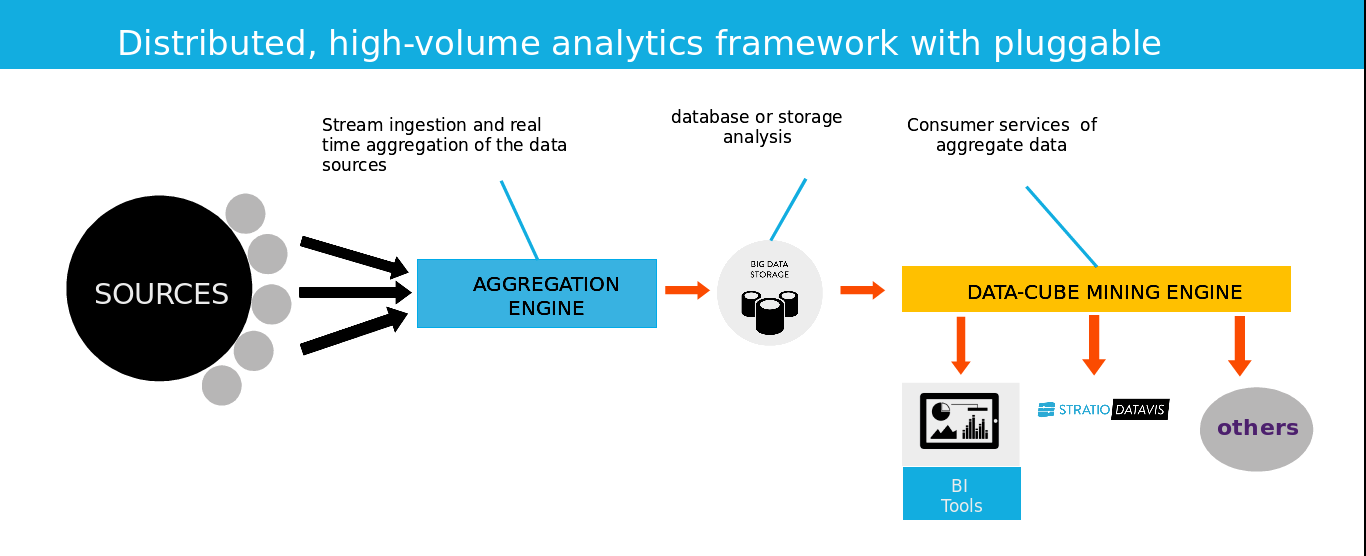 Distributed, high-volume analytics framework with pluggable
Stream ingestion and real
time aggregation of the data
sources
database or storage
analysis
Consumer services of
aggregate data
SOURCES
AGGREGATION
ENGINE
BIG DATA
STORAGE
DATA-CUBE MINING ENGINE
STRATIO DATAVIS
others
BI
Tools